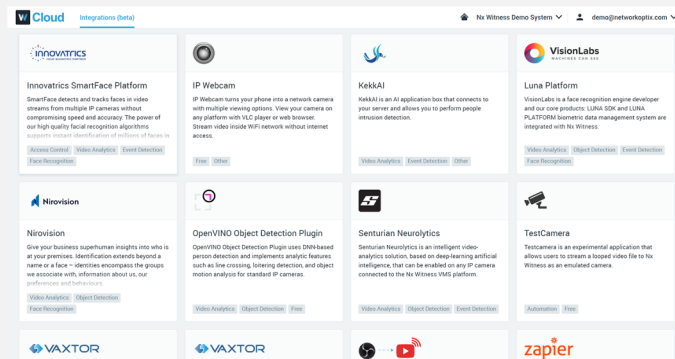 W Cloud Integrations (beta) Nx Witness Demo System demo@networkoptix.com
INNOVATRICS
Innovatrics SmartFace Platform
SmartFace detects and tracks faces in video
streams from multiple IP cameras without
compromising speed and accuracy. The power of
our high-quality facial recognition algorithms
supports instant identification of millions of faces in
Access Control Video Analytics Event Detection
Face Recognition
IP Webcam
IP Webcam turns your phone into a network camera
with multiple viewing options. View your camera on
any platform with VLC player or web browser.
Stream video inside WiFi network without internet
access.
Free Other
KekkAI
KekkAI is an AI application box that connects to
your server and allows you to perform people
intrusion detection.
Video Analytics Event Detection Other
VisionLabs
MACHINES CAN SEE
Luna Platform
VisionLabs is a face recognition engine developer
and our core products: LUNA SDK and LUNA
PLATFORM biometric data management system are
integrated with Nx Witness.
Video Analytics Object Detection Event Detection
Face Recognition
Nirovision
Nirovision
Give your business superhuman insights into who is
at your premises. Identification extends beyond a
name or a face – identities encompass the groups
we associate with, information about us, our
preferences and behaviours.
Video Analytics Object Detection
Face Recognition
OpenVINO Object Detection Plugin
OpenVINO Object Detection Plugin uses DNN-based
person detection and implements analytic features
such as line crossing, loitering detection, and object
motion analysis for standard IP cameras.
Video Analytics Object Detection Free
Senturian Neurolytics
Senturian Neurolytics is an intelligent video-
analytics solution, based on deep-learning artificial
intelligence, that can be enabled on any IP camera
connected to the Nx Witness VMS platform.
Video Analytics Object Detection Event Detection
TestCamera
Testcamera is an experimental application that
allows users to stream a looped video file to Nx
Witness as an emulated camera.
Automation Free
VAXTOR
VAXTOR
zapier